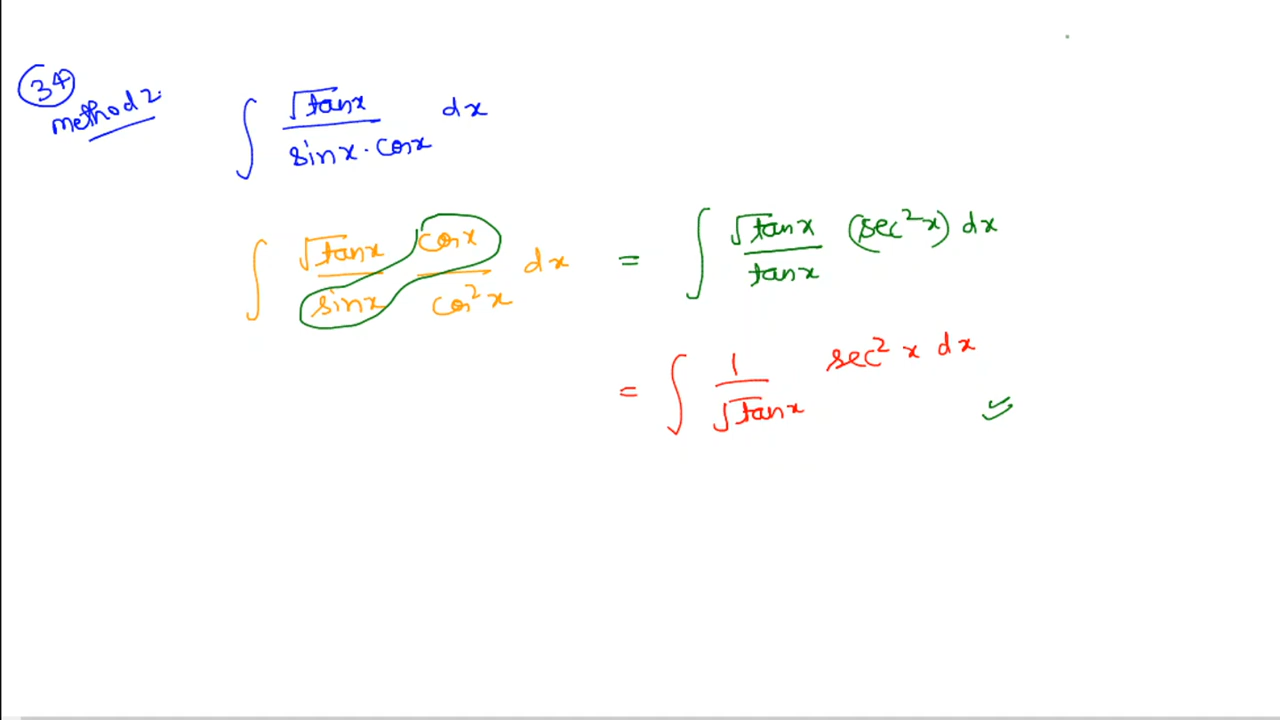 34
method 2.
∫ √tanx / sinx · cosx dx
∫ √tanx / sinx cosx / cos²x dx = ∫ √tanx / tanx (sec²x) dx
= ∫ 1 / √tanx sec²x dx